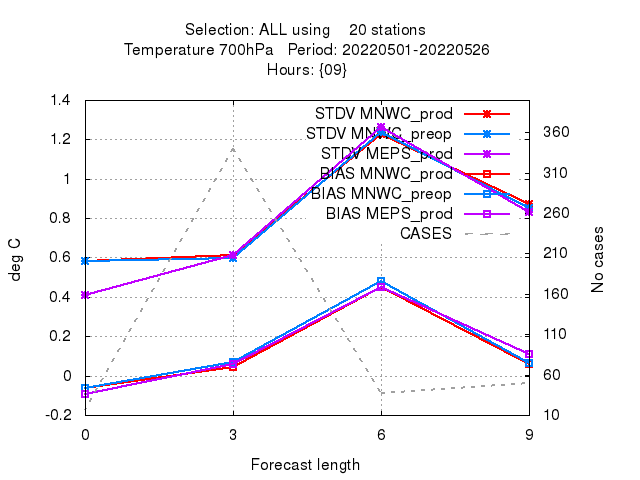 Selection: ALL using 20 stations
Temperature 700hPa Period: 20220501-20220526
Hours: {09}
1.4
1.2
1
0.8
0.6
0.4
0.2
0
-0.2
deg C
STDV MNWC_prod
STDV MNWC_preop
STDV MEPS_prod
BIAS MNWC_prod
BIAS MNWC_preop
BIAS MEPS_prod
CASES
360
310
260
210
160
110
60
10
No cases
0 3 6 9
Forecast length